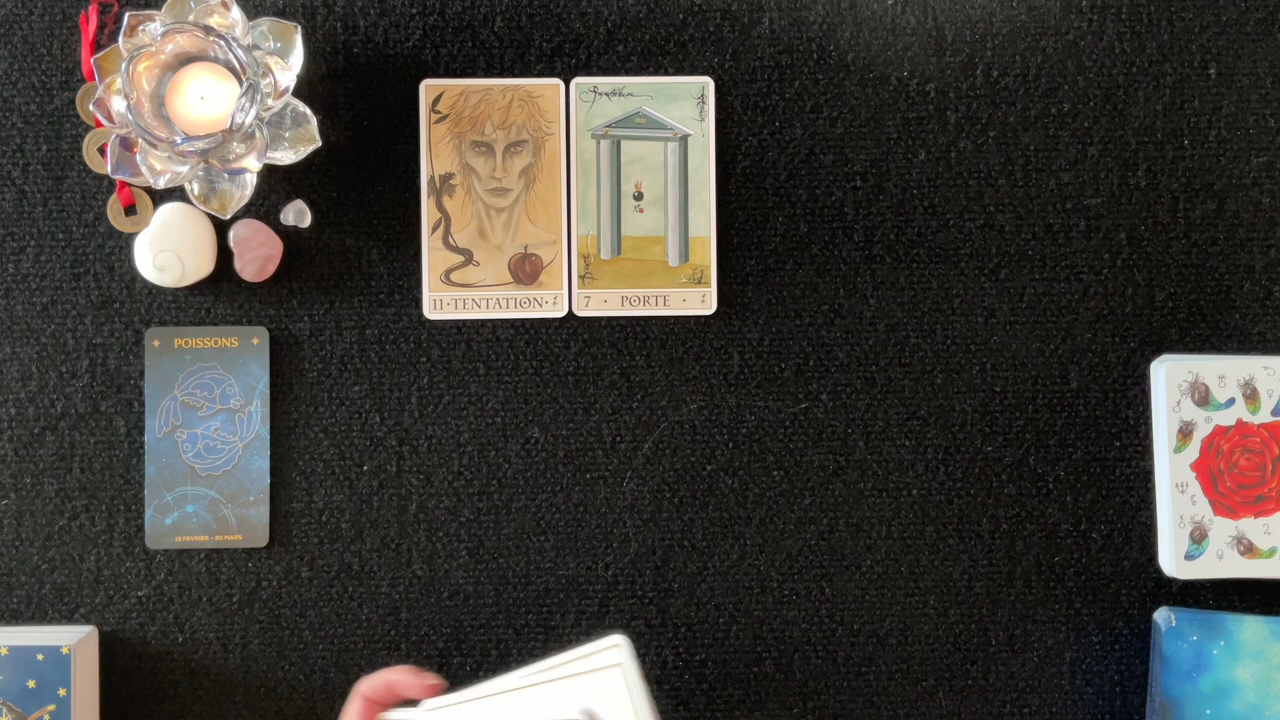 11·TENTATION·
7 · PORTE ·
POISSONS
19 FÉVRIER - 20 MARS